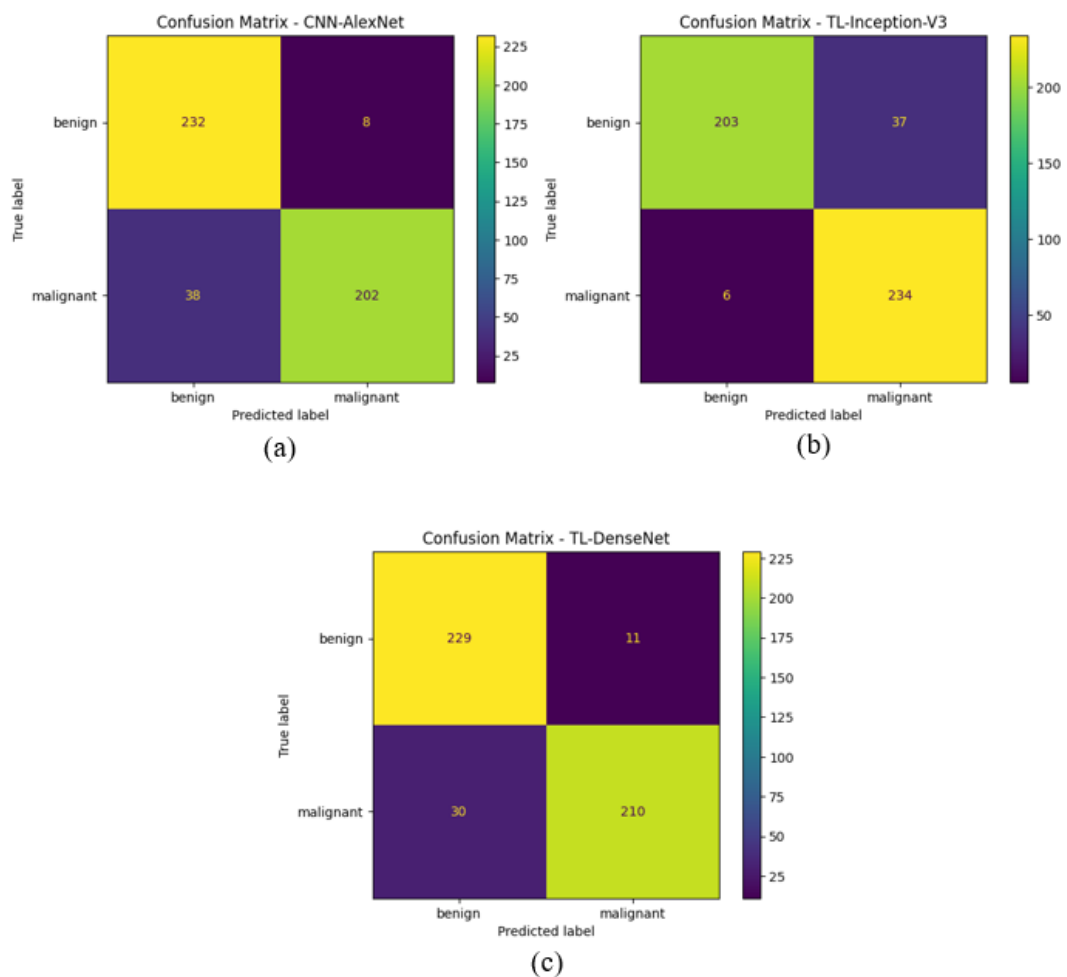 Confusion Matrix - CNN-AlexNet
benign
malignant
True label
232
8
38
202
benign
malignant
Predicted label
225
200
175
150
125
100
75
50
25
(a)
Confusion Matrix - TL-Inception-V3
benign
malignant
True label
203
37
6
234
benign
malignant
Predicted label
200
150
100
50
(b)
Confusion Matrix - TL-DenseNet
benign
malignant
True label
229
11
30
210
benign
malignant
Predicted label
225
200
175
150
125
100
75
50
25
(c)